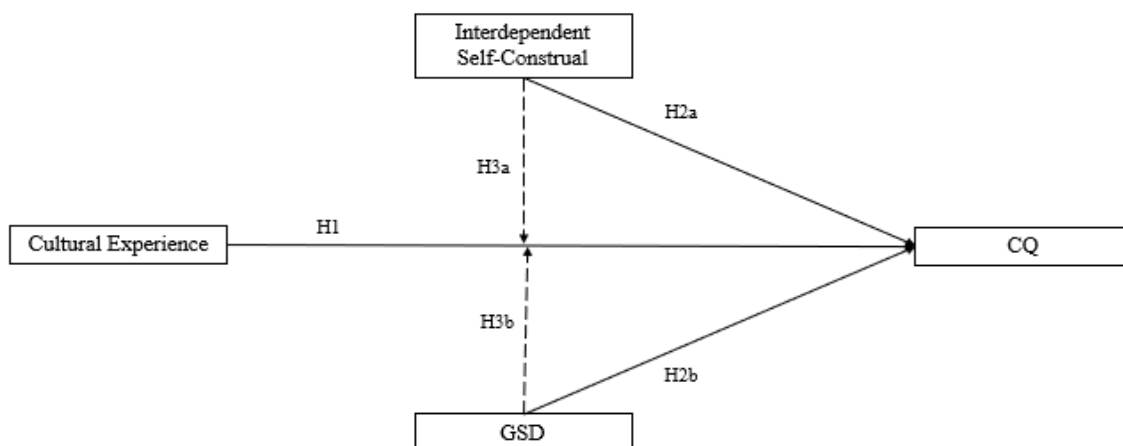 Interdependent
Self-Construal
H2a
H3a
H1
Cultural Experience
CQ
H3b
H2b
GSD